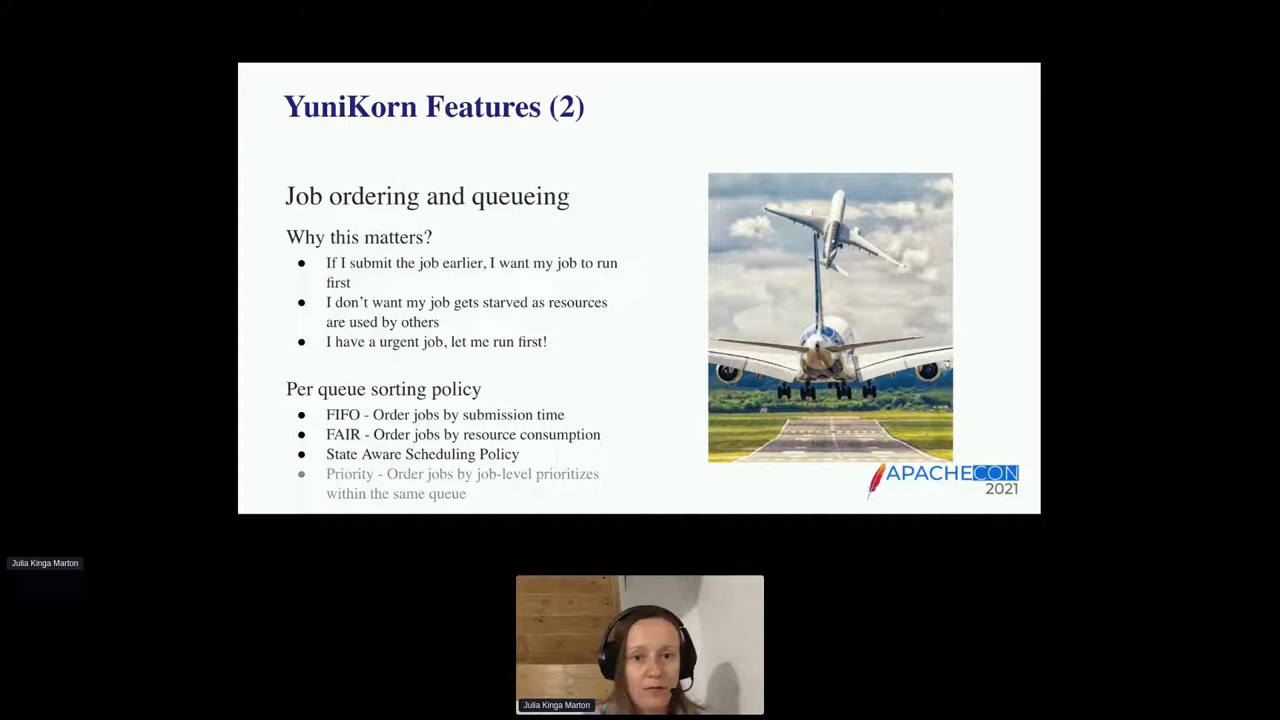 YuniKorn Features (2)
Job ordering and queueing
Why this matters?
● If I submit the job earlier, I want my job to run
first
● I don't want my job gets starved as resources
are used by others
● I have a urgent job, let me run first!
Per queue sorting policy
● FIFO - Order jobs by submission time
● FAIR - Order jobs by resource consumption
● State Aware Scheduling Policy
● Priority - Order jobs by job-level prioritizes
within the same queue
APACHECON
2021
Julia Kinga Marton
Julia Kinga Marton